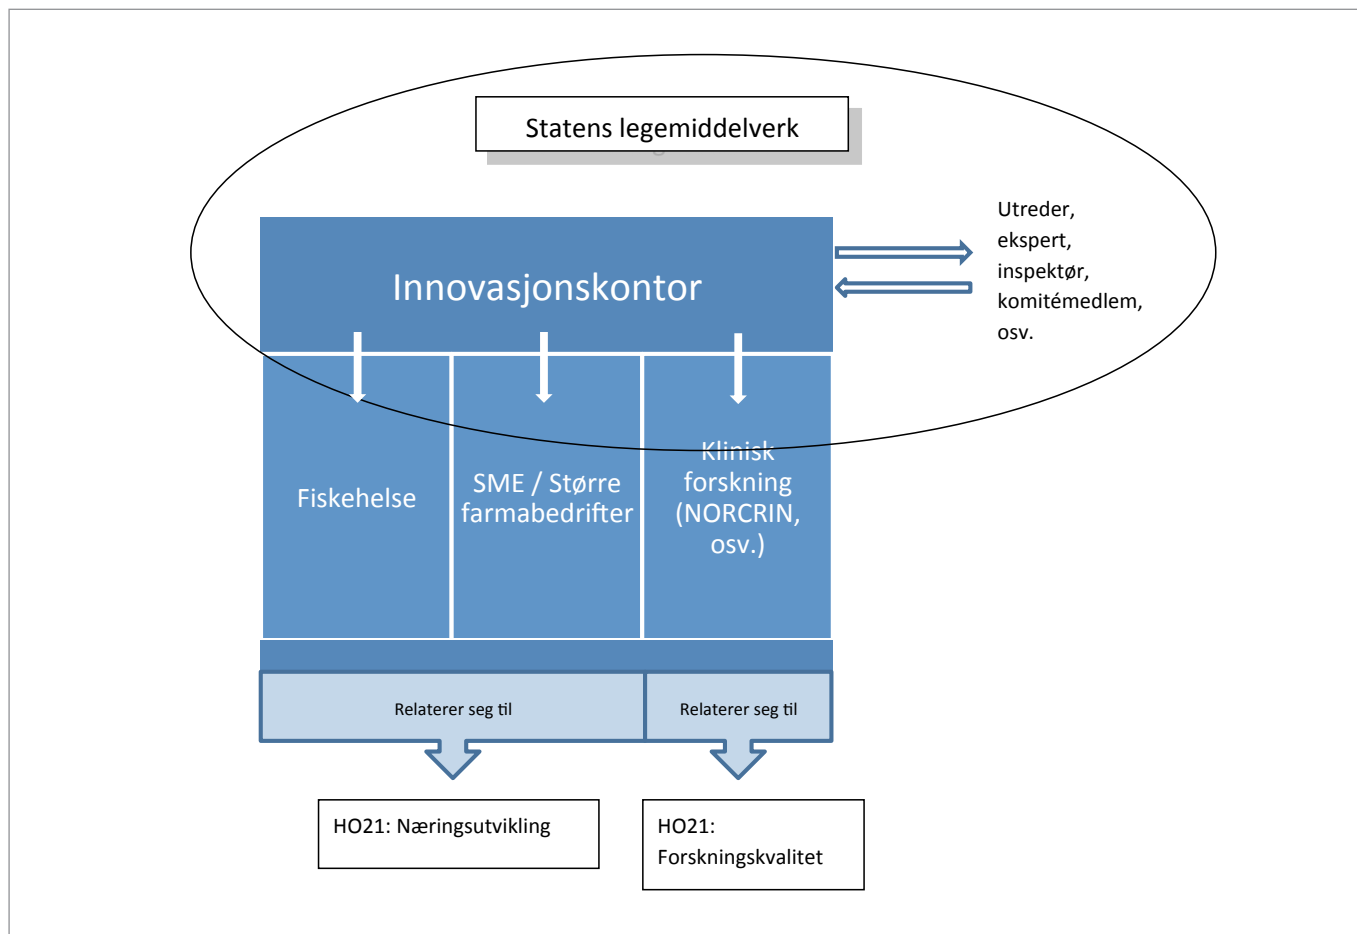 Statens legemiddelverk
Innovasjonskontor
Utreder,
ekspert,
inspektør,
komitémedlem,
osv.
Fiskehelse
SME / Større
farmabedrifter
Klinisk
forskning
(NORCRIN,
osv.)
Relaterer seg til
Relaterer seg til
HO21: Næringsutvikling
HO21:
Forskningskvalitet